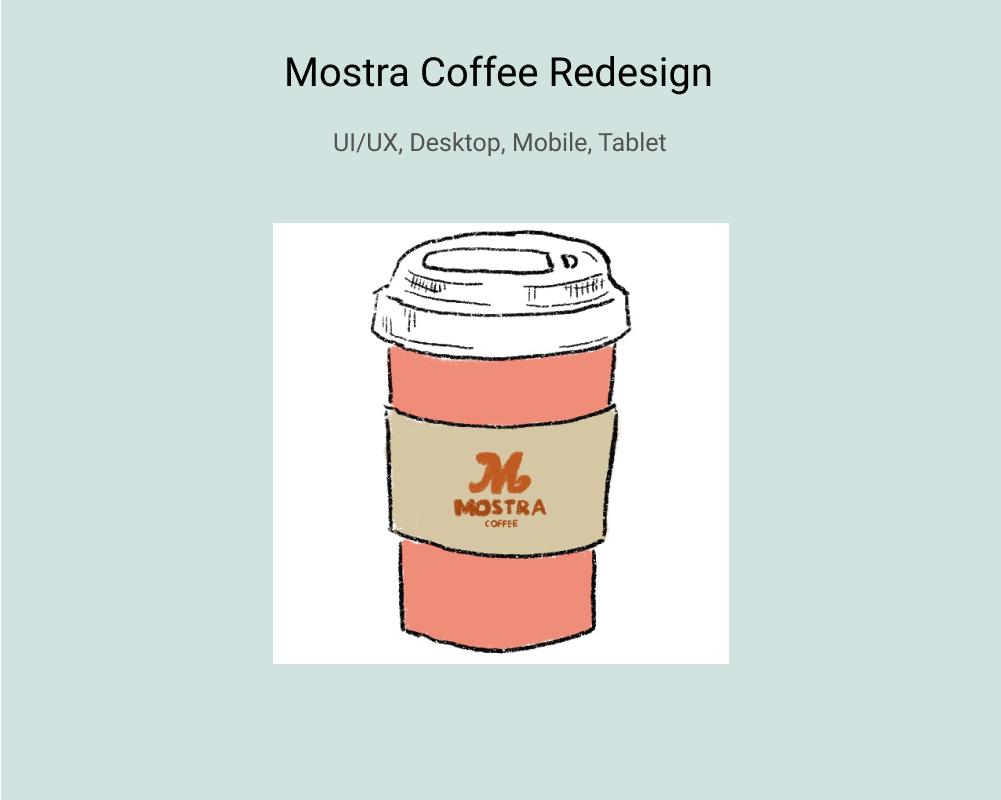 Mostra Coffee Redesign
UI/UX, Desktop, Mobile, Tablet
M
MOSTRA
COFFEE